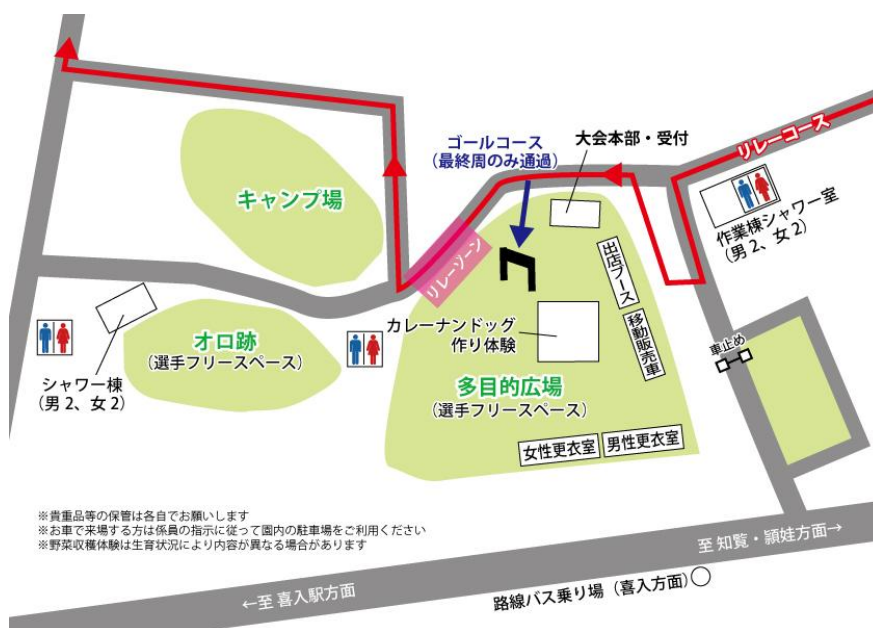 ゴールコース
(最終周のみ通過)
大会本部・受付
リレーコース
作業棟シャワー室
(男2、女2)
キャンプ場
リレーゾーン
出店ブース
移動販売車
車止め
カレーナンドッグ
作り体験
オロ跡
(選手フリースペース)
シャワー棟
(男2、女2)
多目的広場
(選手フリースペース)
女性更衣室
男性更衣室
※貴重品等の保管は各自でお願いします
※お車で来場する方は係員の指示に従って園内の駐車場をご利用ください
※野菜収穫体験は生育状況により内容が異なる場合があります
至 知覧・頴娃方面→
←至 喜入駅方面
路線バス乗り場(喜入方面)